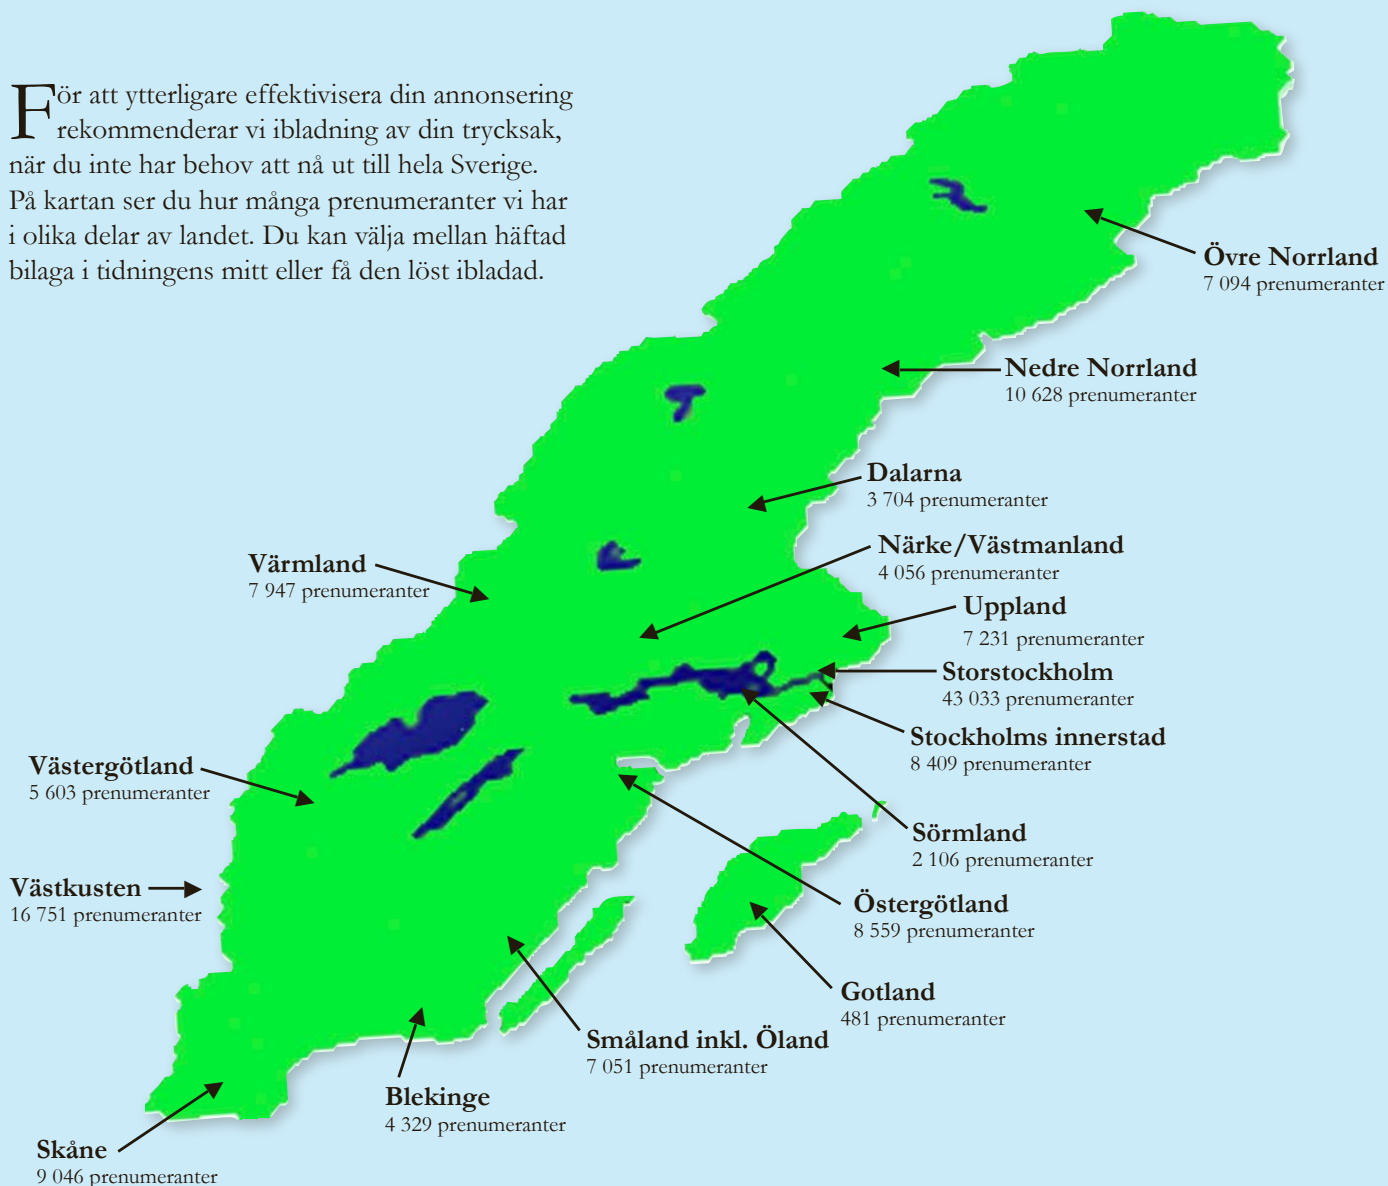 För att ytterligare effektivisera din annonsering
rekommenderar vi ibladning av din trycksak,
när du inte har behov att nå ut till hela Sverige.
På kartan ser du hur många prenumeranter vi har
i olika delar av landet. Du kan välja mellan häftad
bilaga i tidningens mitt eller få den löst ibladad.
Övre Norrland
7 094 prenumeranter
Nedre Norrland
10 628 prenumeranter
Dalarna
3 704 prenumeranter
Närke/Västmanland
4 056 prenumeranter
Värmland
7 947 prenumeranter
Uppland
7 231 prenumeranter
Storstockholm
43 033 prenumeranter
Stockholms innerstad
8 409 prenumeranter
Västergötland
5 603 prenumeranter
Sörmland
2 106 prenumeranter
Västkusten
16 751 prenumeranter
Östergötland
8 559 prenumeranter
Gotland
481 prenumeranter
Småland inkl. Öland
7 051 prenumeranter
Blekinge
4 329 prenumeranter
Skåne
9 046 prenumeranter